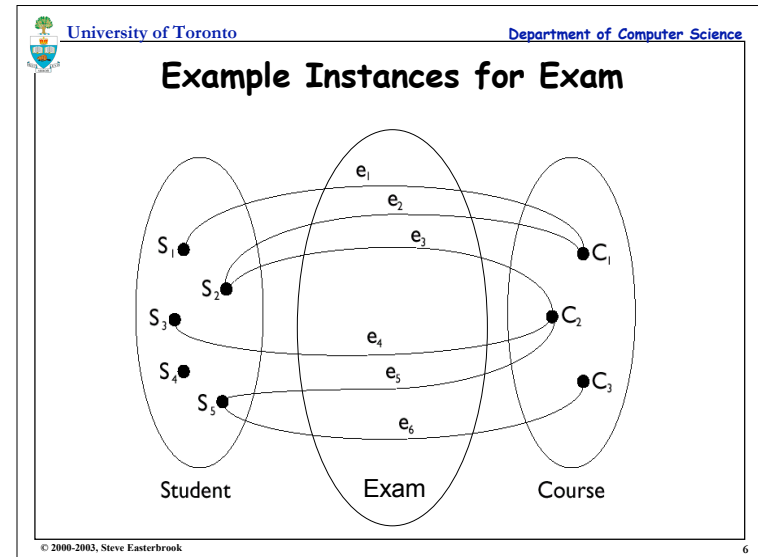 University of Toronto
Department of Computer Science
Example Instances for Exam
e₁
e₂
e₃
S₁
C₁
S₂
S₃
C₂
e₄
S₄
e₅
C₃
S₅
e₆
Student
Exam
Course
© 2000-2003, Steve Easterbrook
6